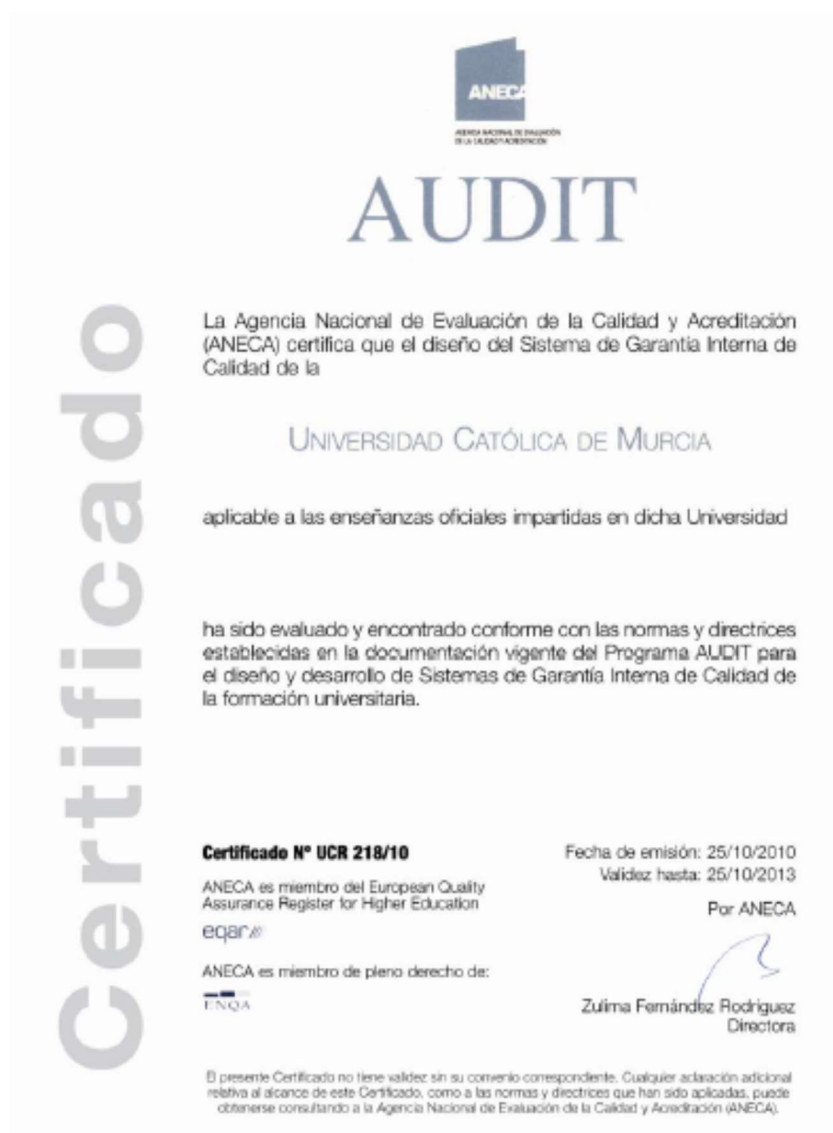 ANECA
AGENCIA NACIONAL DE EVALUACIÓN
DE LA CALIDAD Y ACREDITACIÓN
AUDIT
Certificado
La Agencia Nacional de Evaluación de la Calidad y Acreditación
(ANECA) certifica que el diseño del Sistema de Garantía Interna de
Calidad de la
UNIVERSIDAD CATÓLICA DE MURCIA
aplicable a las enseñanzas oficiales impartidas en dicha Universidad
ha sido evaluado y encontrado conforme con las normas y directrices
establecidas en la documentación vigente del Programa AUDIT para
el diseño y desarrollo de Sistemas de Garantía Interna de Calidad de
la formación universitaria.
Certificado Nº UCR 218/10
ANECA es miembro del European Quality
Assurance Register for Higher Education
eqar
ANECA es miembro de pleno derecho de:
ENQA
Fecha de emisión: 25/10/2010
Validez hasta: 25/10/2013
Por ANECA
Zulima Fernández Rodríguez
Directora
El presente Certificado no tiene validez sin su convenio correspondiente. Cualquier aclaración adicional
relativa al alcance de este Certificado, como a las normas y directrices que han sido aplicadas, puede
obtenerse consultando a la Agencia Nacional de Evaluación de la Calidad y Acreditación (ANECA).